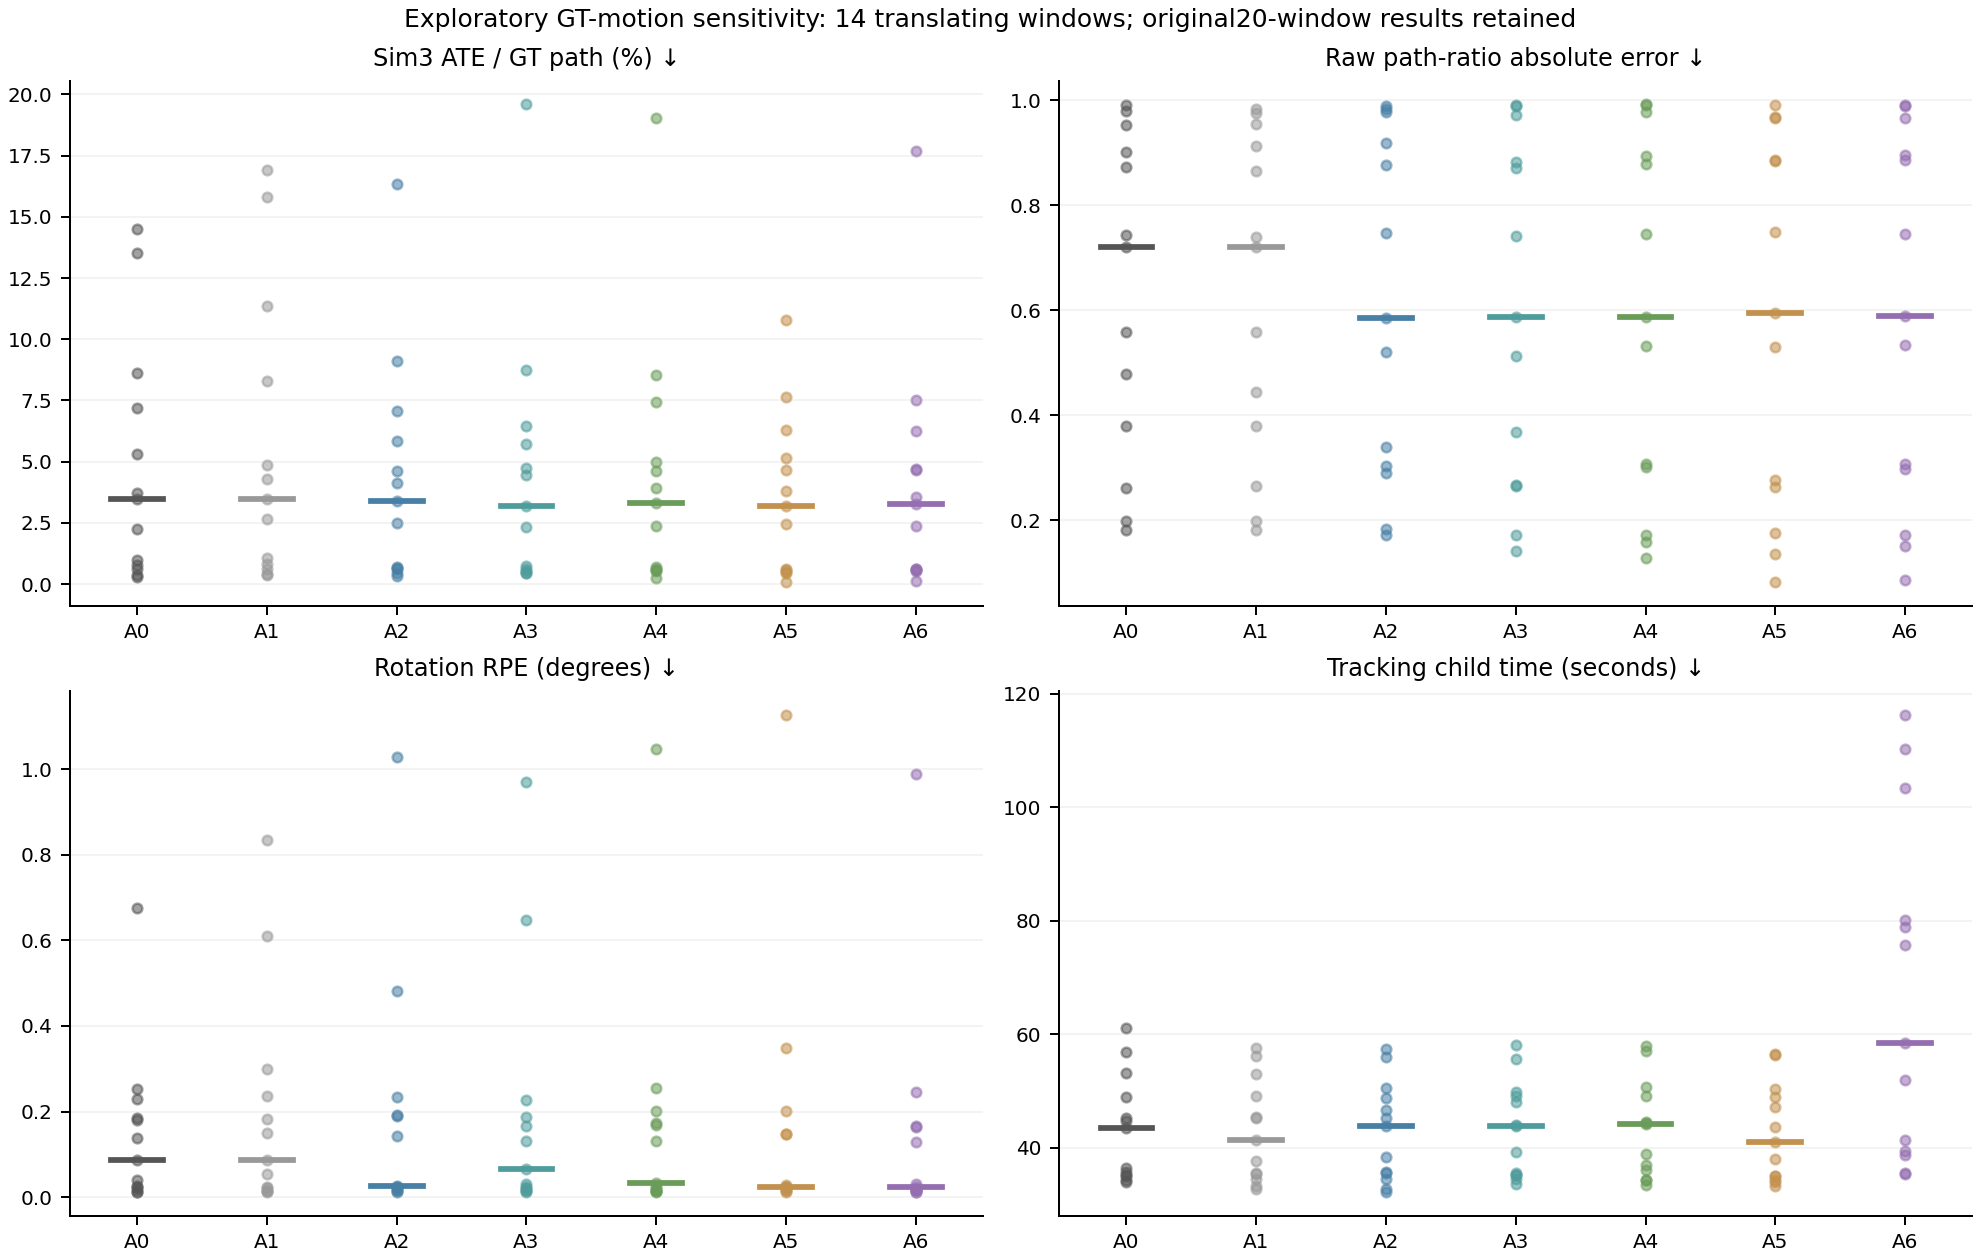 Exploratory GT-motion sensitivity: 14 translating windows; original20-window results retained
Sim3 ATE / GT path (%) ↓
20.0
17.5
15.0
12.5
10.0
7.5
5.0
2.5
0.0
A0 A1 A2 A3 A4 A5 A6
Raw path-ratio absolute error ↓
1.0
0.8
0.6
0.4
0.2
A0 A1 A2 A3 A4 A5 A6
Rotation RPE (degrees) ↓
1.0
0.8
0.6
0.4
0.2
0.0
A0 A1 A2 A3 A4 A5 A6
Tracking child time (seconds) ↓
120
100
80
60
40
A0 A1 A2 A3 A4 A5 A6